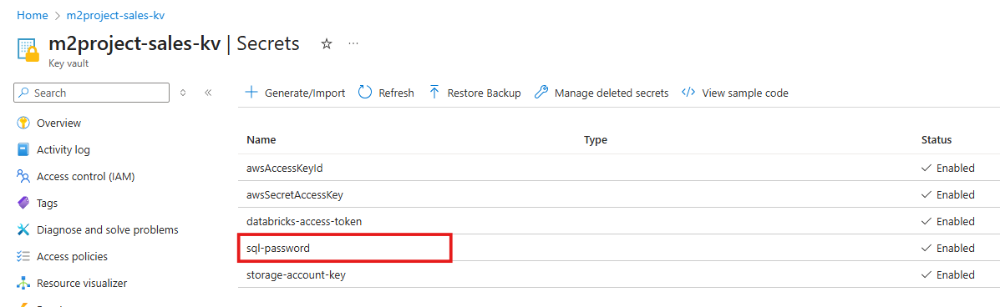 Home > m2project-sales-kv
m2project-sales-kv | Secrets
Key vault
Search
Generate/Import Refresh Restore Backup Manage deleted secrets View sample code
Overview
Activity log
Access control (IAM)
Tags
Diagnose and solve problems
Access policies
Resource visualizer
Name Type Status
awsAccessKeyId Enabled
awsSecretAccessKey Enabled
databricks-access-token Enabled
sql-password Enabled
storage-account-key Enabled